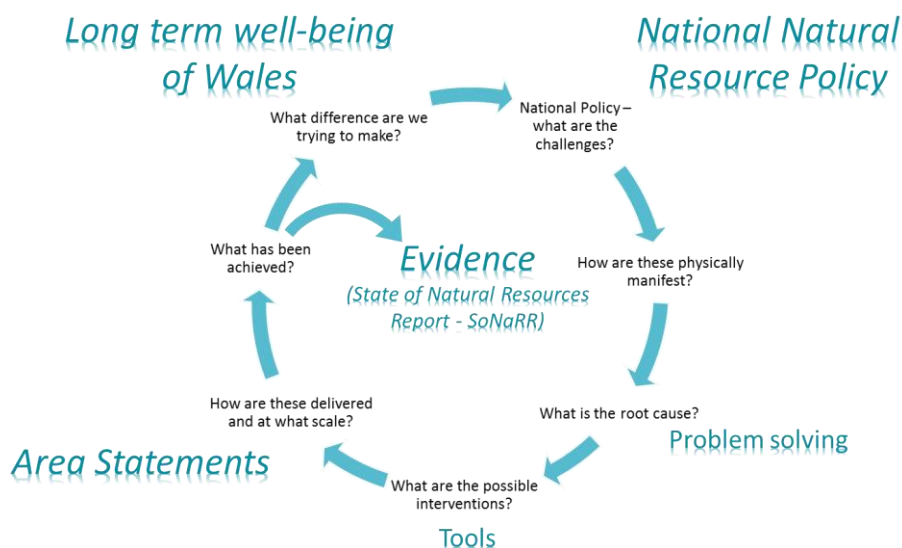 Long term well-being
of Wales
National Natural
Resource Policy
What difference are we
trying to make?
National Policy –
what are the
challenges?
How are these physically
manifest?
What is the root cause?
Problem solving
What are the possible
interventions?
Tools
How are these delivered
and at what scale?
Area Statements
What has been
achieved?
Evidence
(State of Natural Resources
Report - SoNaRR)